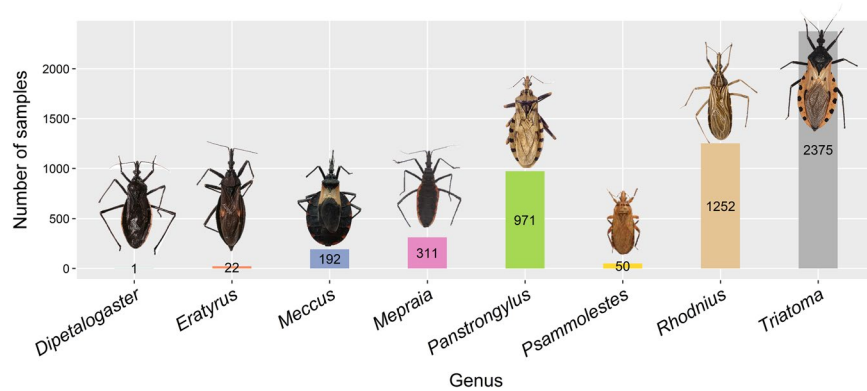 Number of samples
2000
1500
1000
500
0
1
22
192
311
971
50
1252
2375
Dipetalogaster
Eratyrus
Meccus
Mepraia
Panstrongylus
Psammolestes
Rhodnius
Triatoma
Genus